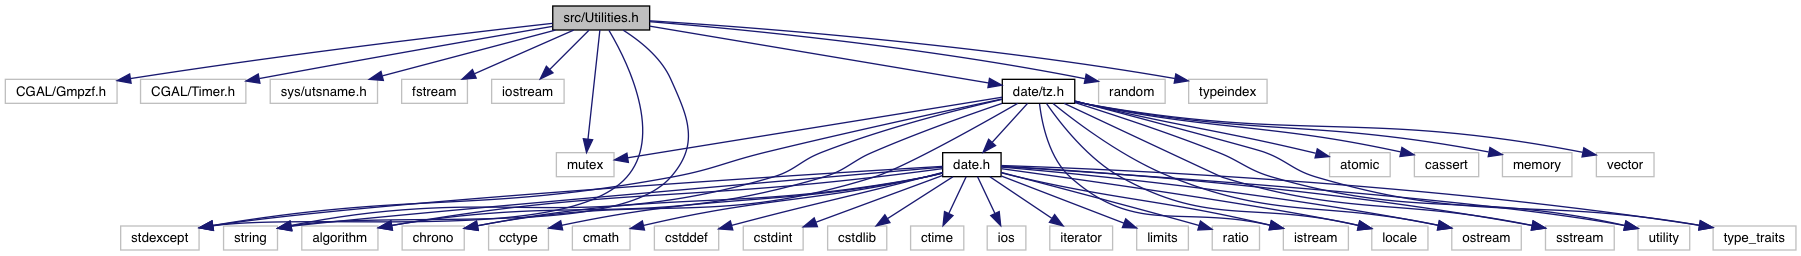 src/Utilities.h
CGAL/Gmpzf.h
CGAL/Timer.h
sys/utsname.h
fstream
iostream
date/tz.h
random
typeindex
mutex
date.h
atomic
cassert
memory
vector
stdexcept
string
algorithm
chrono
cctype
cmath
cstddef
cstdint
cstdlib
ctime
ios
iterator
limits
ratio
istream
locale
ostream
sstream
utility
type_traits